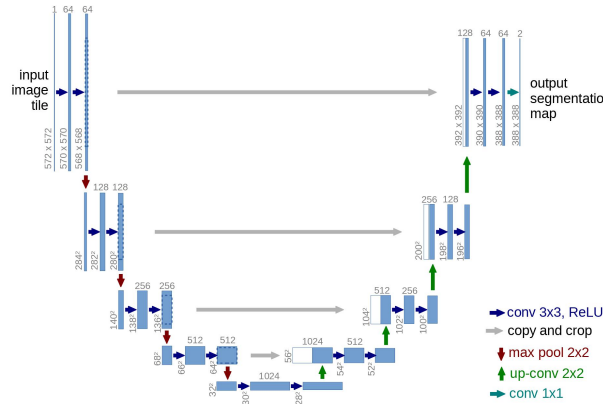 1 64 64
128 64 64 2
input
image
tile
output
segmentatio
map
572 x 572
570 x 570
568 x 568
392 x 392
390 x 390
388 x 388
388 x 388
128 128
256 128
284²
282²
280²
200²
198²
196²
256 256
512 256
140²
138²
136²
104²
102²
100²
512 512
1024 512
68²
66²
64²
56²
54²
52²
1024
32²
30²
28²
conv 3x3, ReLU
copy and crop
max pool 2x2
up-conv 2x2
conv 1x1